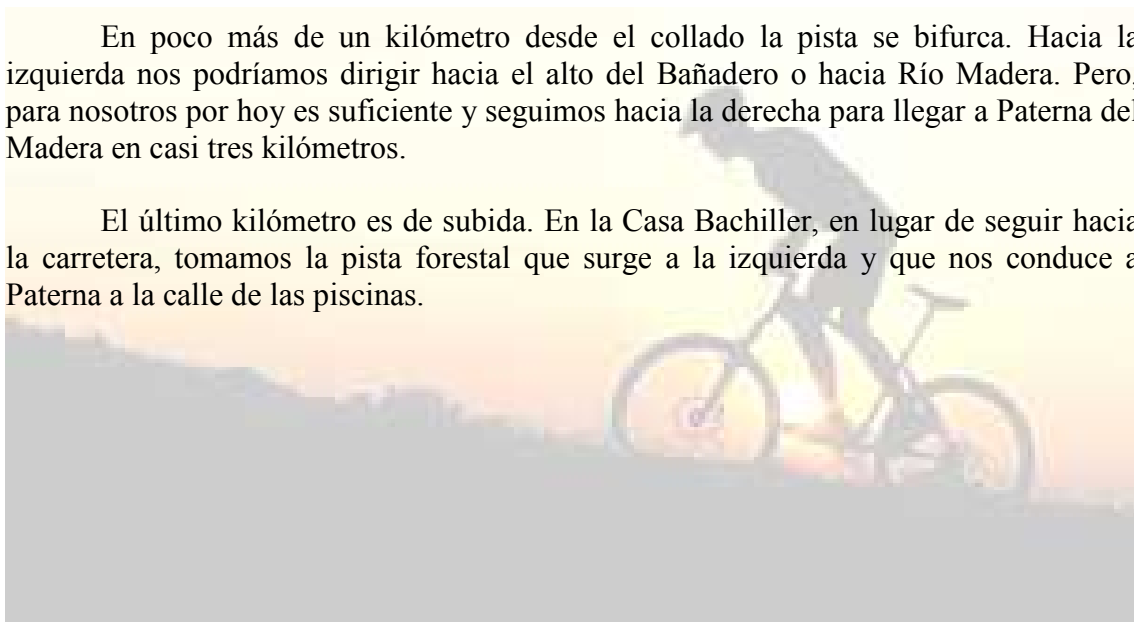 En poco más de un kilómetro desde el collado la pista se bifurca. Hacia la
izquierda nos podríamos dirigir hacia el alto del Bañadero o hacia Río Madera. Pero,
para nosotros por hoy es suficiente y seguimos hacia la derecha para llegar a Paterna del
Madera en casi tres kilómetros.
El último kilómetro es de subida. En la Casa Bachiller, en lugar de seguir hacia
la carretera, tomamos la pista forestal que surge a la izquierda y que nos conduce a
Paterna a la calle de las piscinas.